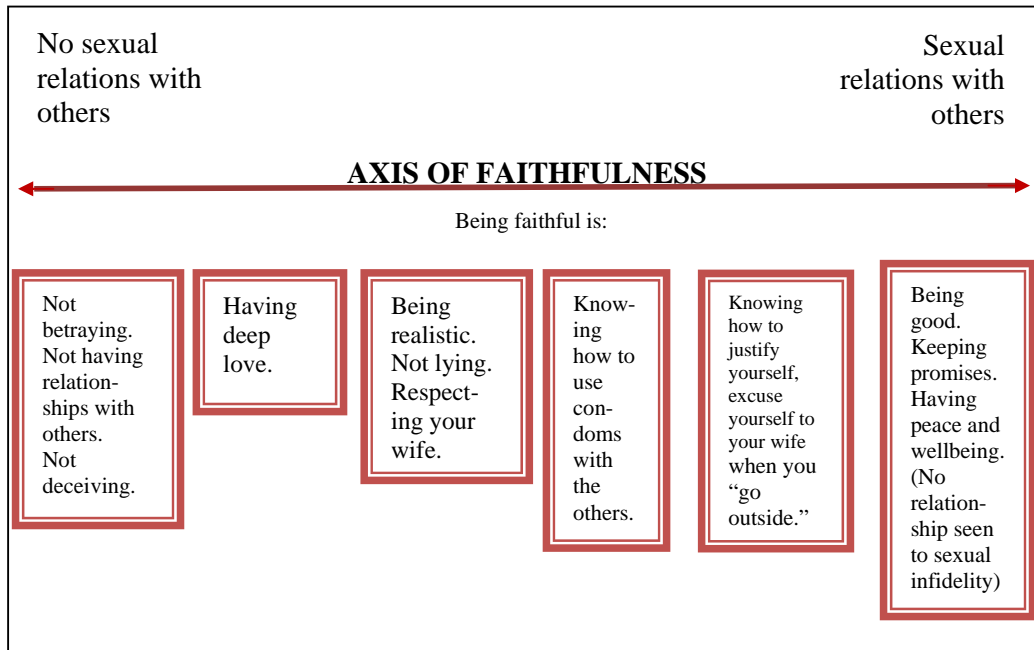 No sexual
relations with
others
Sexual
relations with
others
AXIS OF FAITHFULNESS
Being faithful is:
Not
betraying.
Not having
relation-
ships with
others.
Not
deceiving.
Having
deep
love.
Being
realistic.
Not lying.
Respect-
ing your
wife.
Know-
ing
how to
use
con-
doms
with
the
others.
Knowing
how to
justify
yourself,
excuse
yourself to
your wife
when you
“go
outside.”
Being
good.
Keeping
promises.
Having
peace and
wellbeing.
(No
relation-
ship seen
to sexual
infidelity)